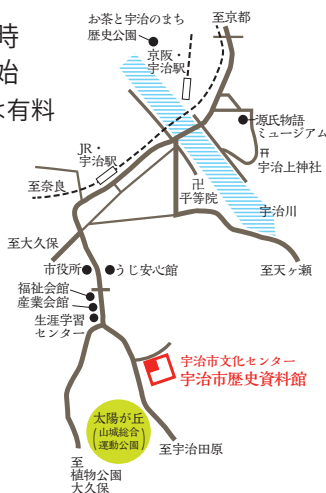 時
始
は有料
お茶と宇治のまち
歴史公園
至京都
京阪・
宇治駅
源氏物語
ミュージアム
宇治上神社
JR・
宇治駅
至奈良
卍
平等院
宇治川
至大久保
至天ヶ瀬
市役所
うじ安心館
福祉会館
産業会館
生涯学習
センター
宇治市文化センター
宇治市歴史資料館
太陽が丘
(山城総合
運動公園)
至宇治田原
至
植物公園
大久保